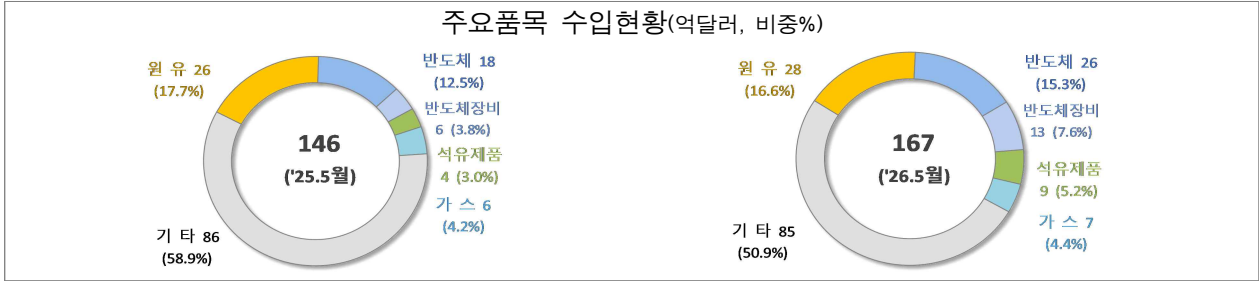 주요품목 수입현황(억달러, 비중%)
원 유 26
(17.7%)
반도체 18
(12.5%)
반도체장비
6 (3.8%)
석유제품
4 (3.0%)
가 스 6
(4.2%)
기 타 86
(58.9%)
146
('25.5월)
원 유 28
(16.6%)
반도체 26
(15.3%)
반도체장비
13 (7.6%)
석유제품
9 (5.2%)
가 스 7
(4.4%)
기 타 85
(50.9%)
167
('26.5월)